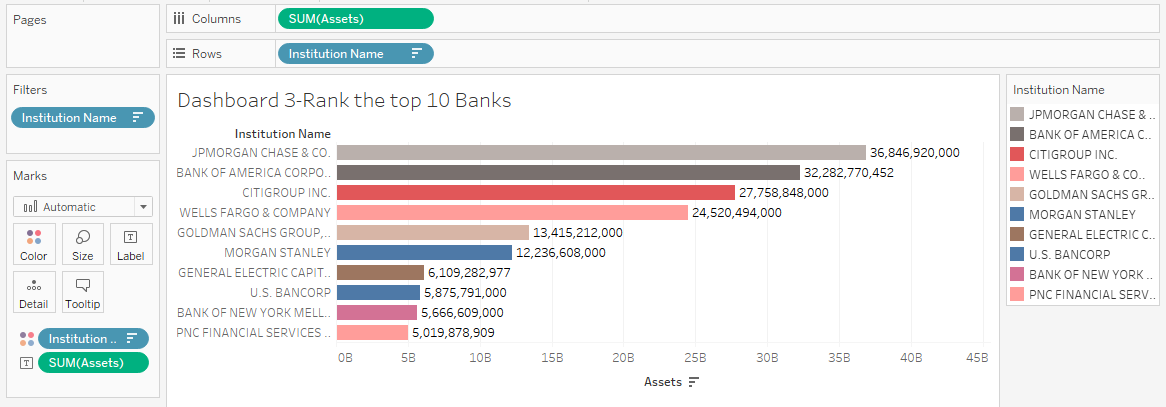 Pages
Columns
SUM(Assets)
Rows
Institution Name
Filters
Institution Name
Marks
Automatic
Color
Size
Label
Detail
Tooltip
Institution ..
SUM(Assets)
Dashboard 3-Rank the top 10 Banks
Institution Name
JPMORGAN CHASE & CO. 36,846,920,000
BANK OF AMERICA CORPO.. 32,282,770,452
CITIGROUP INC. 27,758,848,000
WELLS FARGO & COMPANY 24,520,494,000
GOLDMAN SACHS GROUP,.. 13,415,212,000
MORGAN STANLEY 12,236,608,000
GENERAL ELECTRIC CAPIT.. 6,109,282,977
U.S. BANCORP 5,875,791,000
BANK OF NEW YORK MELL.. 5,666,609,000
PNC FINANCIAL SERVICES .. 5,019,878,909
0B 5B 10B 15B 20B 25B 30B 35B 40B 45B
Assets
Institution Name
JPMORGAN CHASE & ..
BANK OF AMERICA C..
CITIGROUP INC.
WELLS FARGO & CO..
GOLDMAN SACHS GR..
MORGAN STANLEY
GENERAL ELECTRIC C..
U.S. BANCORP
BANK OF NEW YORK ..
PNC FINANCIAL SERV..